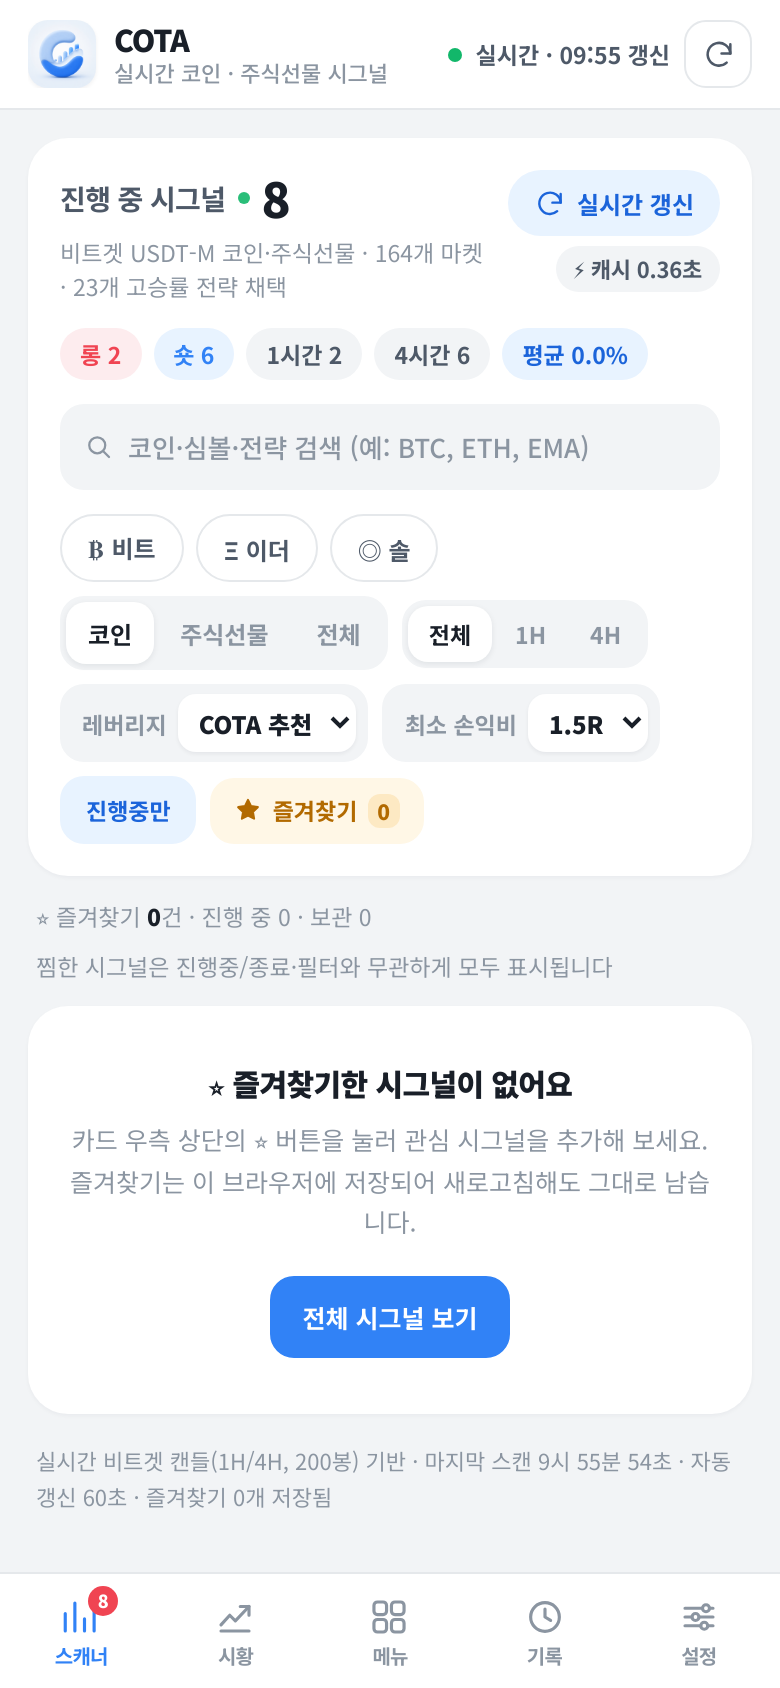 COTA
실시간 코인 · 주식선물 시그널
실시간 · 09:55 갱신
진행 중 시그널 8
실시간 갱신
비트겟 USDT-M 코인·주식선물 · 164개 마켓
· 23개 고승률 전략 채택
⚡ 캐시 0.36초
롱 2
숏 6
1시간 2
4시간 6
평균 0.0%
코인·심볼·전략 검색 (예: BTC, ETH, EMA)
₿ 비트
Ξ 이더
◎ 솔
코인
주식선물
전체
전체
1H
4H
레버리지
COTA 추천
최소 손익비
1.5R
진행중만
★ 즐겨찾기 0
☆ 즐겨찾기 0건 · 진행 중 0 · 보관 0
찜한 시그널은 진행중/종료·필터와 무관하게 모두 표시됩니다
☆ 즐겨찾기한 시그널이 없어요
카드 우측 상단의 ☆ 버튼을 눌러 관심 시그널을 추가해 보세요.
즐겨찾기는 이 브라우저에 저장되어 새로고침해도 그대로 남습
니다.
전체 시그널 보기
실시간 비트겟 캔들(1H/4H, 200봉) 기반 · 마지막 스캔 9시 55분 54초 · 자동
갱신 60초 · 즐겨찾기 0개 저장됨
8
스캐너
시황
메뉴
기록
설정